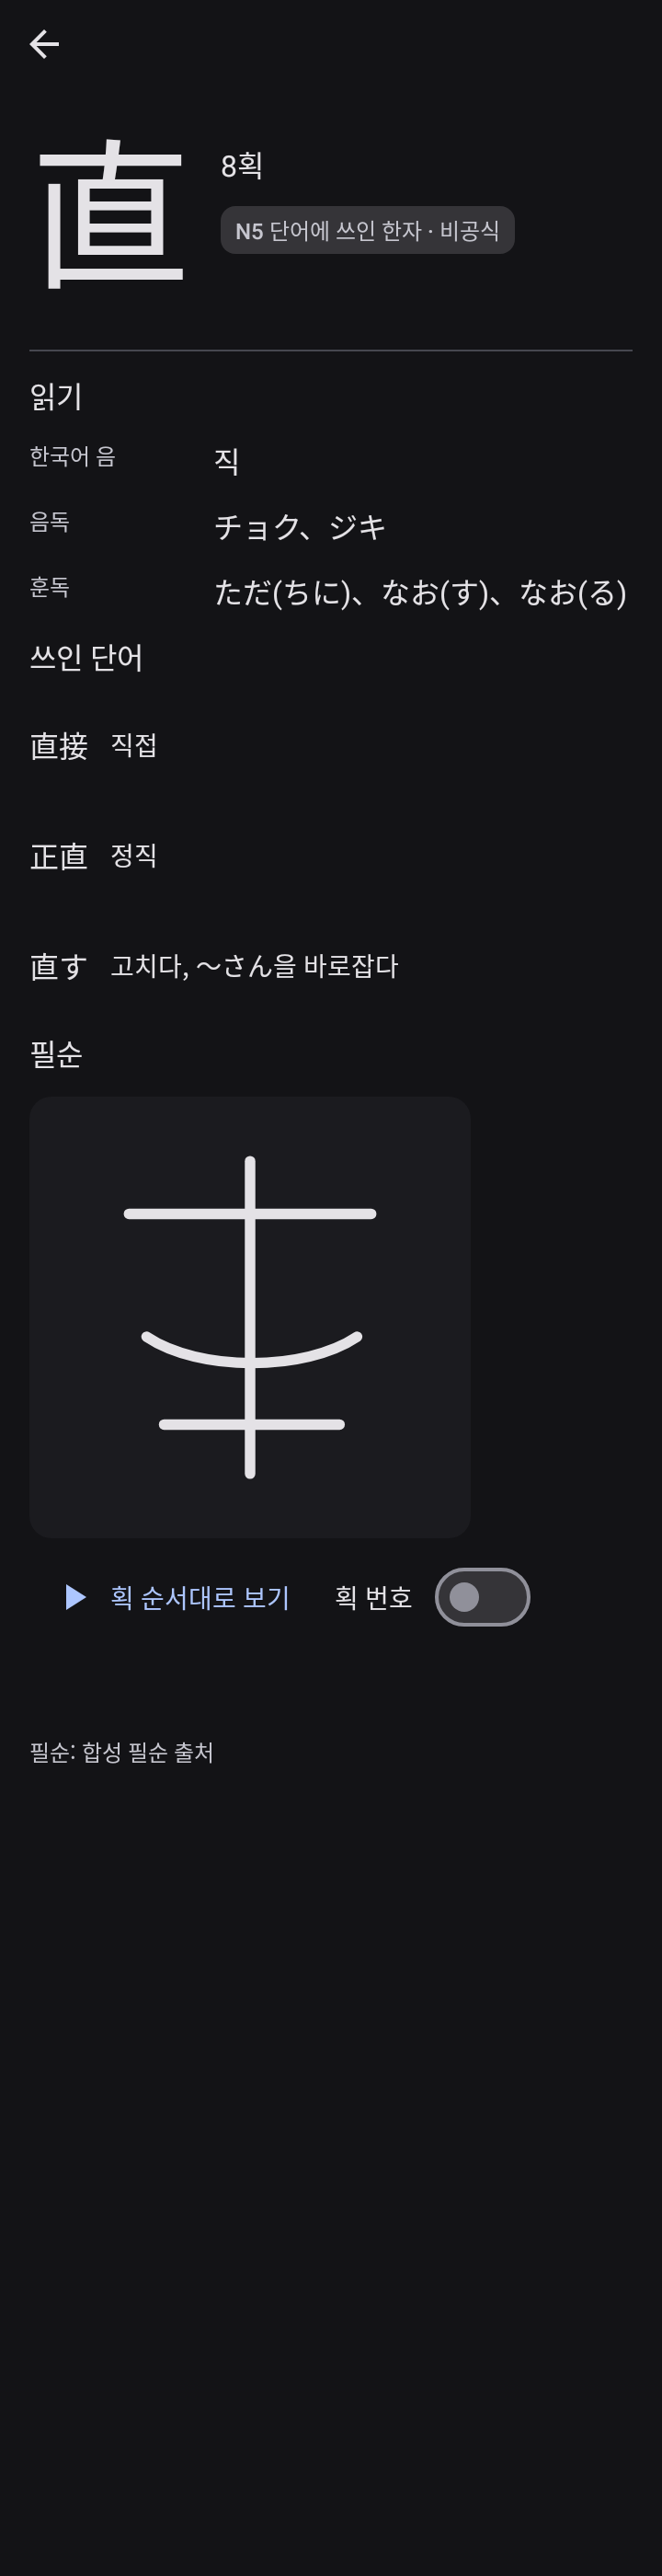 直
8획
N5 단어에 쓰인 한자 · 비공식
읽기
한국어 음 직
음독 チョク、ジキ
훈독 ただ(ちに)、なお(す)、なお(る)
쓰인 단어
直接 직접
正直 정직
直す 고치다, ～さん을 바로잡다
필순
획 순서대로 보기 획 번호
필순: 합성 필순 출처